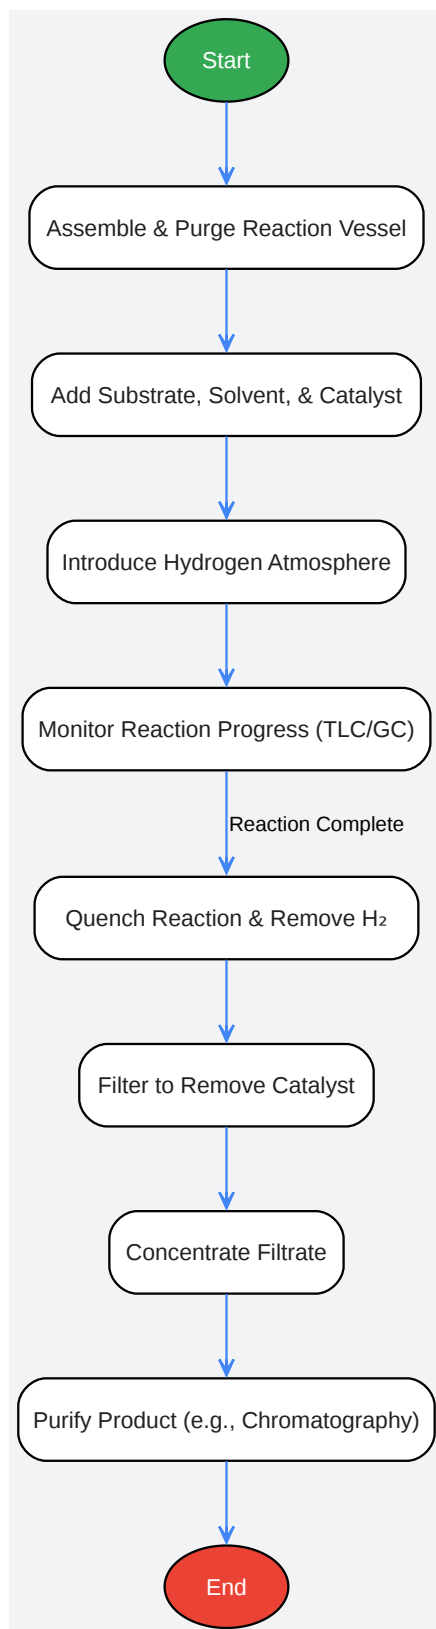 Start
Assemble & Purge Reaction Vessel
Add Substrate, Solvent, & Catalyst
Introduce Hydrogen Atmosphere
Monitor Reaction Progress (TLC/GC)
Reaction Complete
Quench Reaction & Remove H₂
Filter to Remove Catalyst
Concentrate Filtrate
Purify Product (e.g., Chromatography)
End